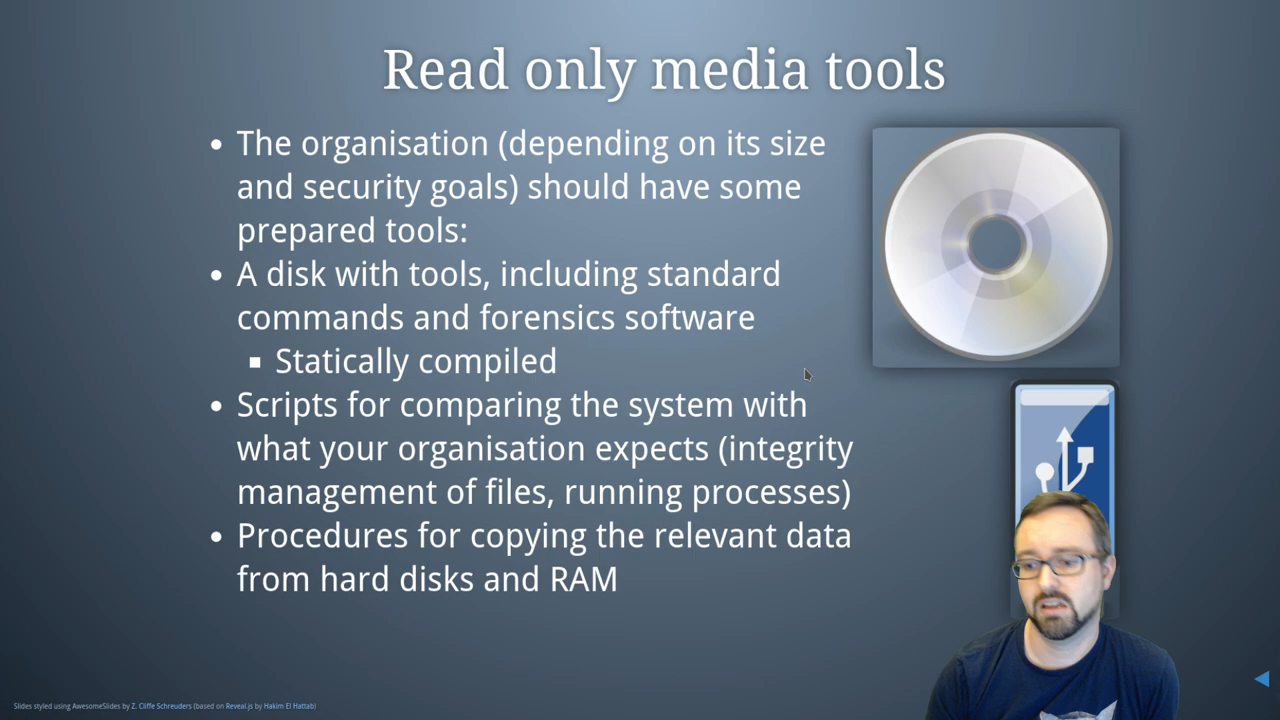 Read only media tools
• The organisation (depending on its size
and security goals) should have some
prepared tools:
• A disk with tools, including standard
commands and forensics software
▪ Statically compiled
• Scripts for comparing the system with
what your organisation expects (integrity
management of files, running processes)
• Procedures for copying the relevant data
from hard disks and RAM
Slides styled using AwesomeSlides by Z. Cliffe Schreuders (based on Reveal.js by Hakim El Hattab)